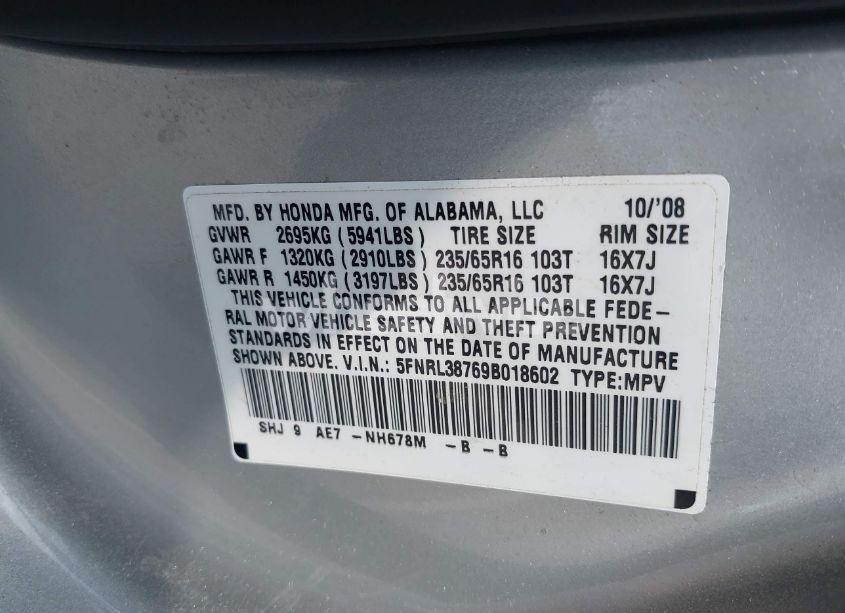 MFD. BY HONDA MFG. OF ALABAMA, LLC 10/'08
GVWR 2695KG (5941LBS) TIRE SIZE RIM SIZE
GAWR F 1320KG (2910LBS) 235/65R16 103T 16X7J
GAWR R 1450KG (3197LBS) 235/65R16 103T 16X7J
THIS VEHICLE CONFORMS TO ALL APPLICABLE FEDE-
RAL MOTOR VEHICLE SAFETY AND THEFT PREVENTION
STANDARDS IN EFFECT ON THE DATE OF MANUFACTURE
SHOWN ABOVE. V.I.N.: 5FNRL38769B018602 TYPE:MPV
SHJ 9 AE7 -NH678M -B -B